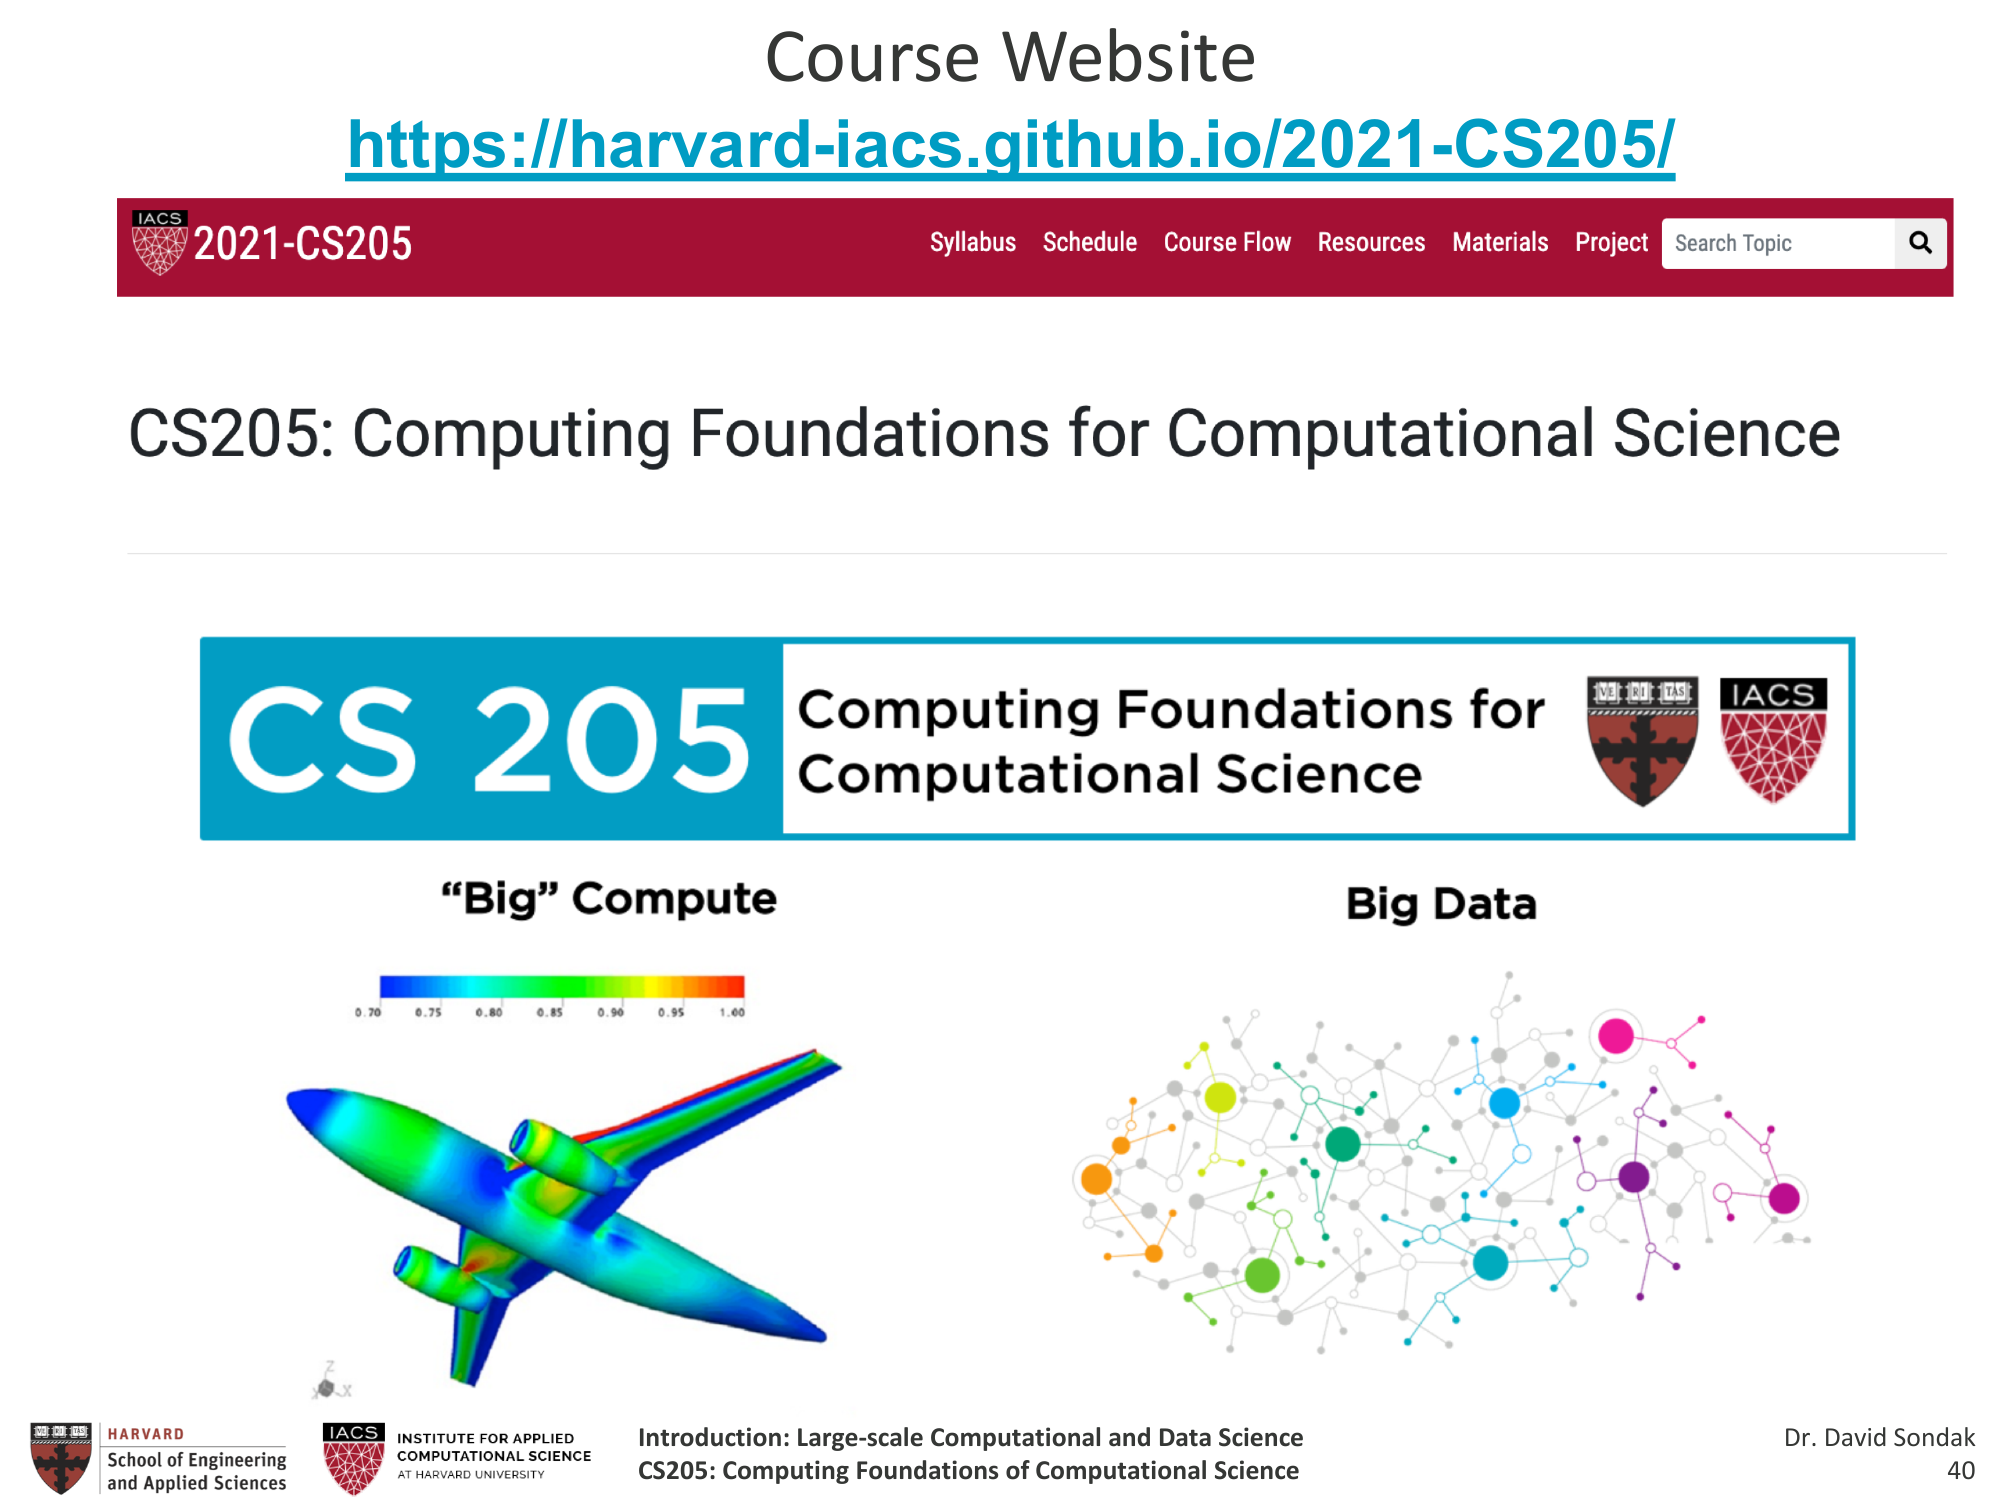 Course Website
https://harvard-iacs.github.io/2021-CS205/
IACS
2021-CS205
Syllabus Schedule Course Flow Resources Materials Project Search Topic
CS205: Computing Foundations for Computational Science
CS 205
Computing Foundations for
Computational Science
VE RI TAS
IACS
“Big” Compute
Big Data
0.70 0.75 0.80 0.85 0.90 0.95 1.00
Z
X
HARVARD
School of Engineering
and Applied Sciences
IACS
INSTITUTE FOR APPLIED
COMPUTATIONAL SCIENCE
AT HARVARD UNIVERSITY
Introduction: Large-scale Computational and Data Science
CS205: Computing Foundations of Computational Science
Dr. David Sondak
40